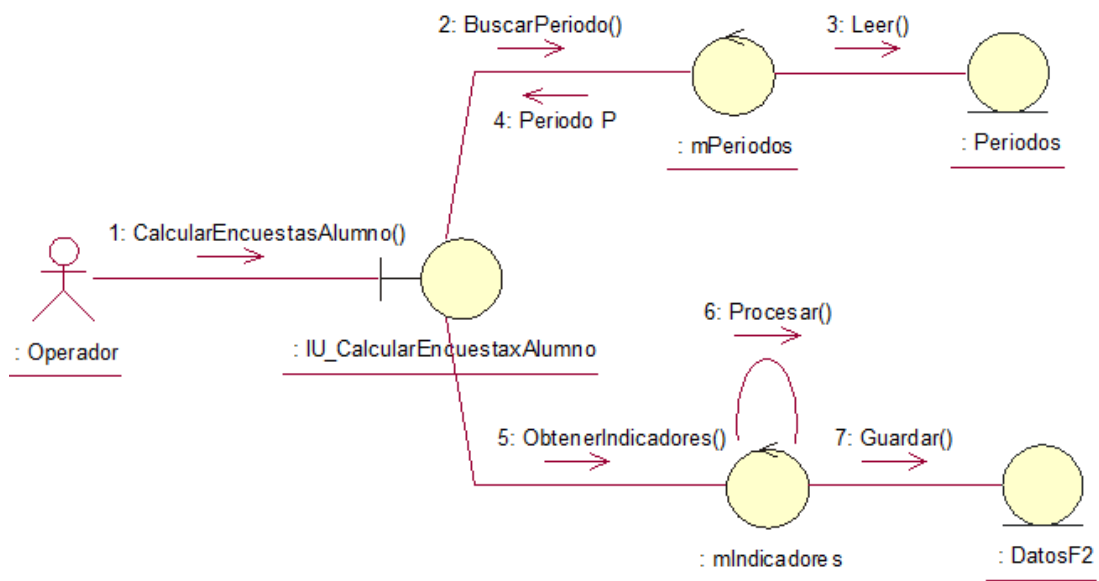 2: BuscarPeriodo()
3: Leer()
4: Periodo P
: mPeriodos
: Periodos
1: CalcularEncuestasAlumno()
: Operador
: IU_CalcularEncuestaxAlumno
6: Procesar()
5: ObtenerIndicadores()
7: Guardar()
: mIndicadores
: DatosF2